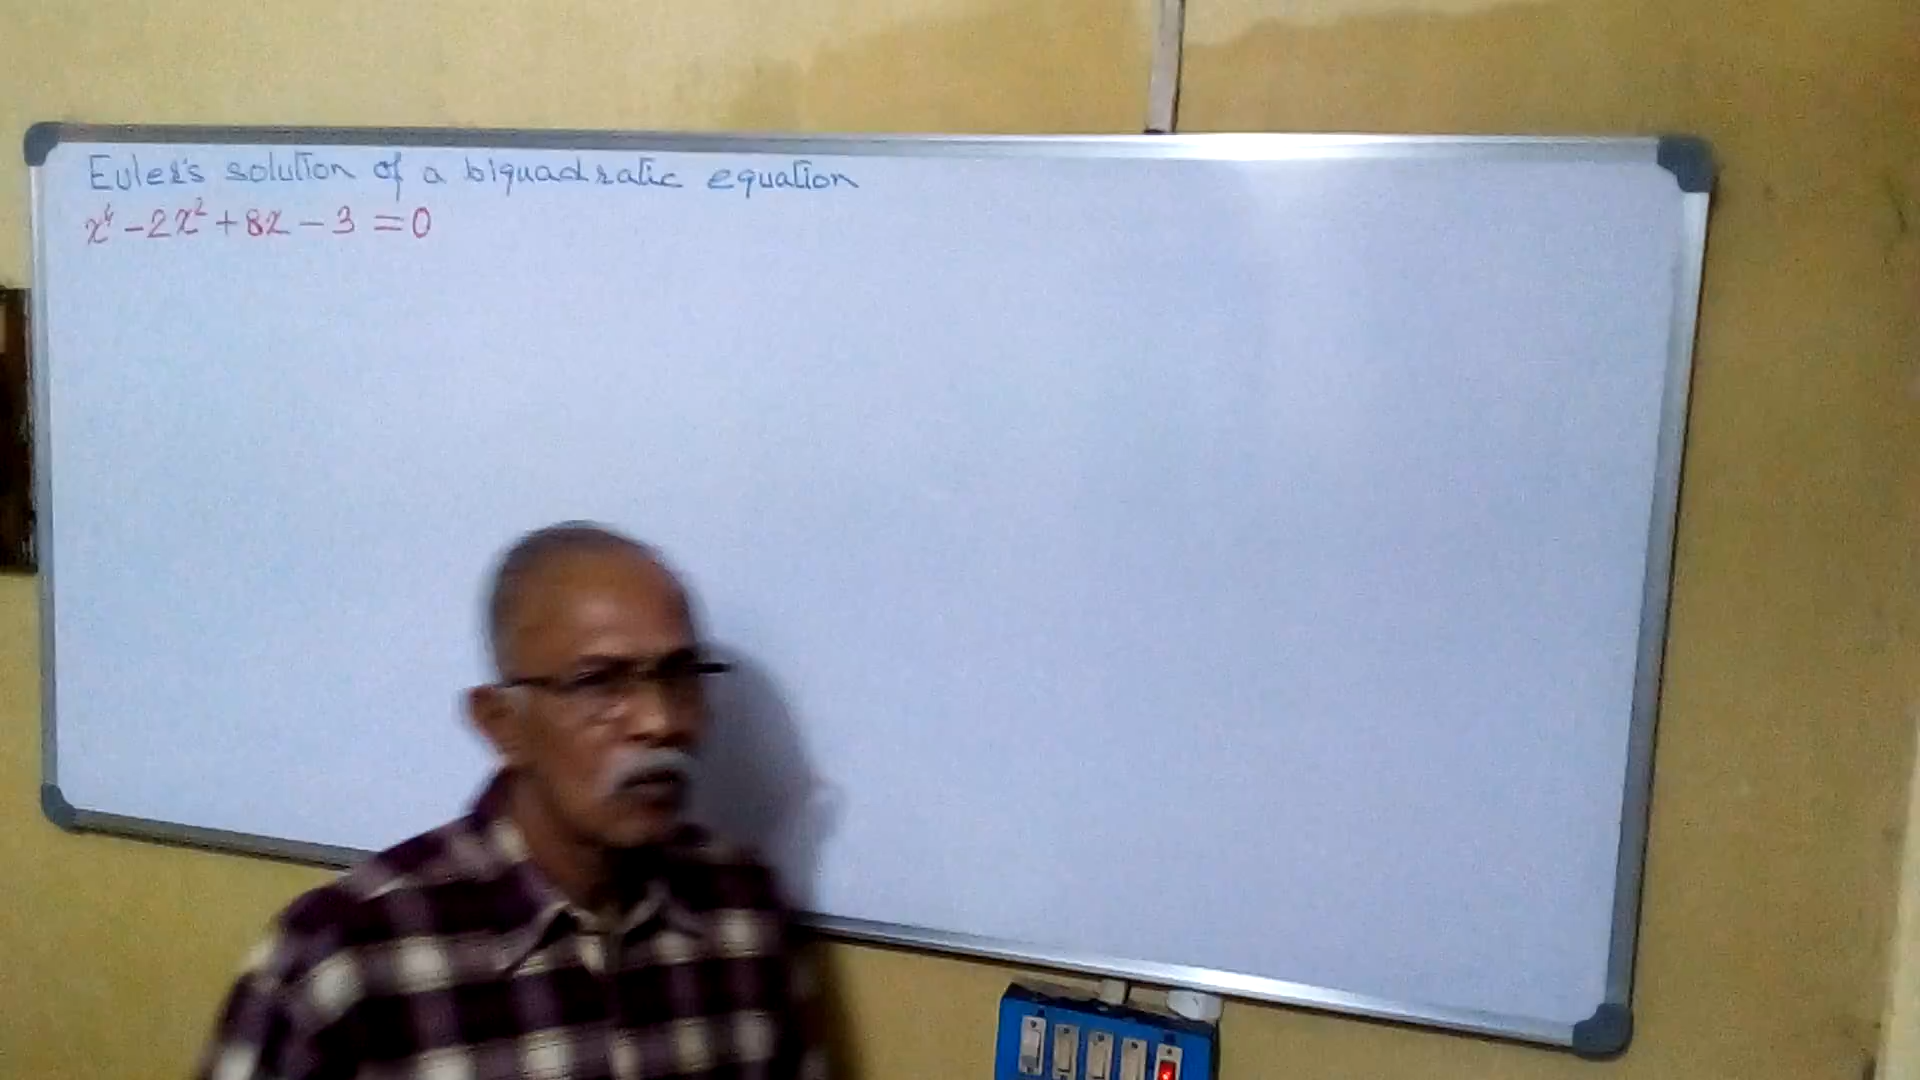 Euler's solution of a biquadratic equation
x⁴ - 2x² + 8x - 3 = 0